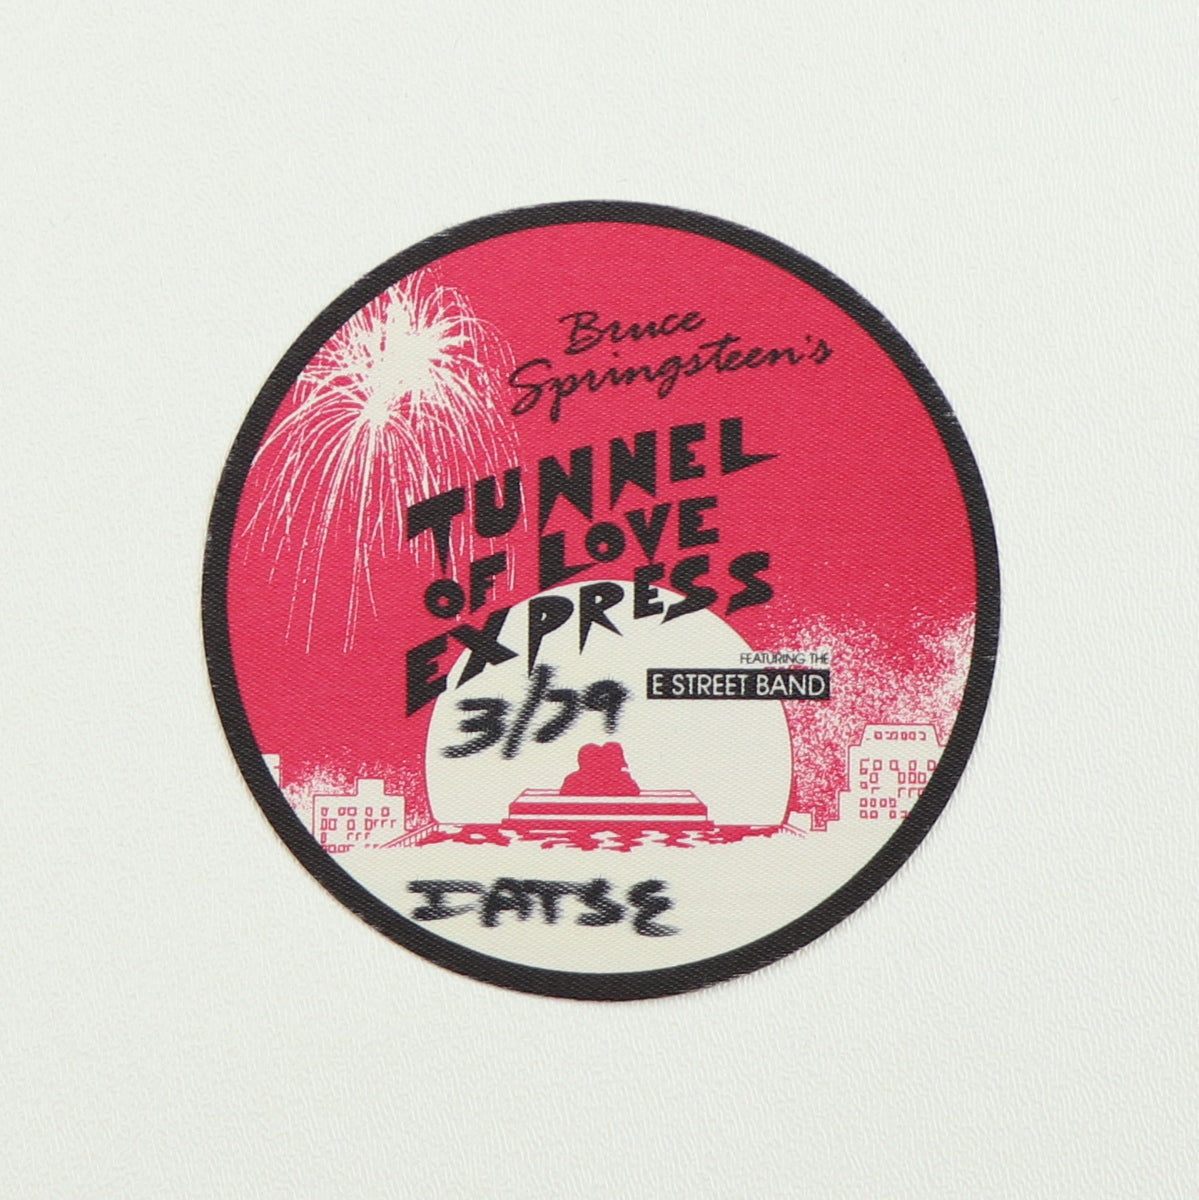 Bruce
Springsteen's
TUNNEL
OF LOVE
EXPRESS
FEATURING THE
E STREET BAND
3/29
IATSE